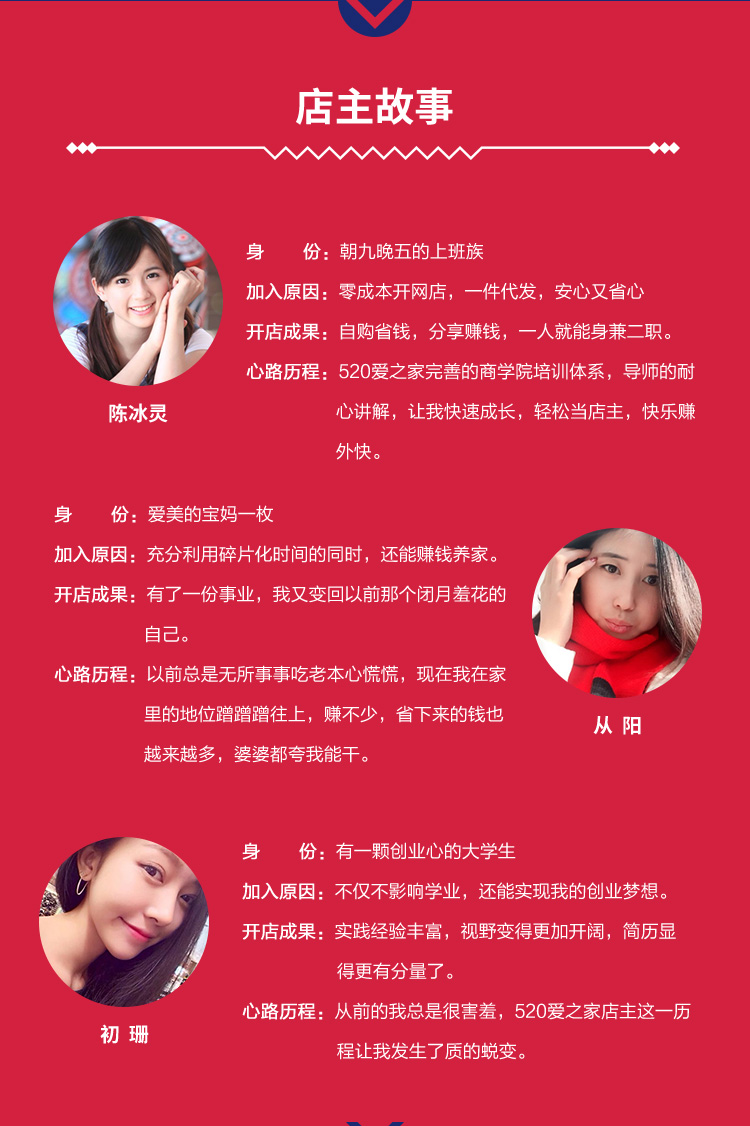 店主故事
身 份：朝九晚五的上班族
加入原因：零成本开网店，一件代发，安心又省心
开店成果：自购省钱，分享赚钱，一人就能身兼二职。
心路历程：520爱之家完善的商学院培训体系，导师的耐
心讲解，让我快速成长，轻松当店主，快乐赚
外快。
陈冰灵
身 份：爱美的宝妈一枚
加入原因：充分利用碎片化时间的同时，还能赚钱养家。
开店成果：有了一份事业，我又变回以前那个闭月羞花的
自己。
心路历程：以前总是无所事事吃老本心慌慌，现在我在家
里的地位蹭蹭蹭往上，赚不少，省下来的钱也
越来越多，婆婆都夸我能干。
从 阳
身 份：有一颗创业心的大学生
加入原因：不仅不影响学业，还能实现我的创业梦想。
开店成果：实践经验丰富，视野变得更加开阔，简历显
得更有分量了。
心路历程：从前的我总是很害羞，520爱之家店主这一历
程让我发生了质的蜕变。
初 珊